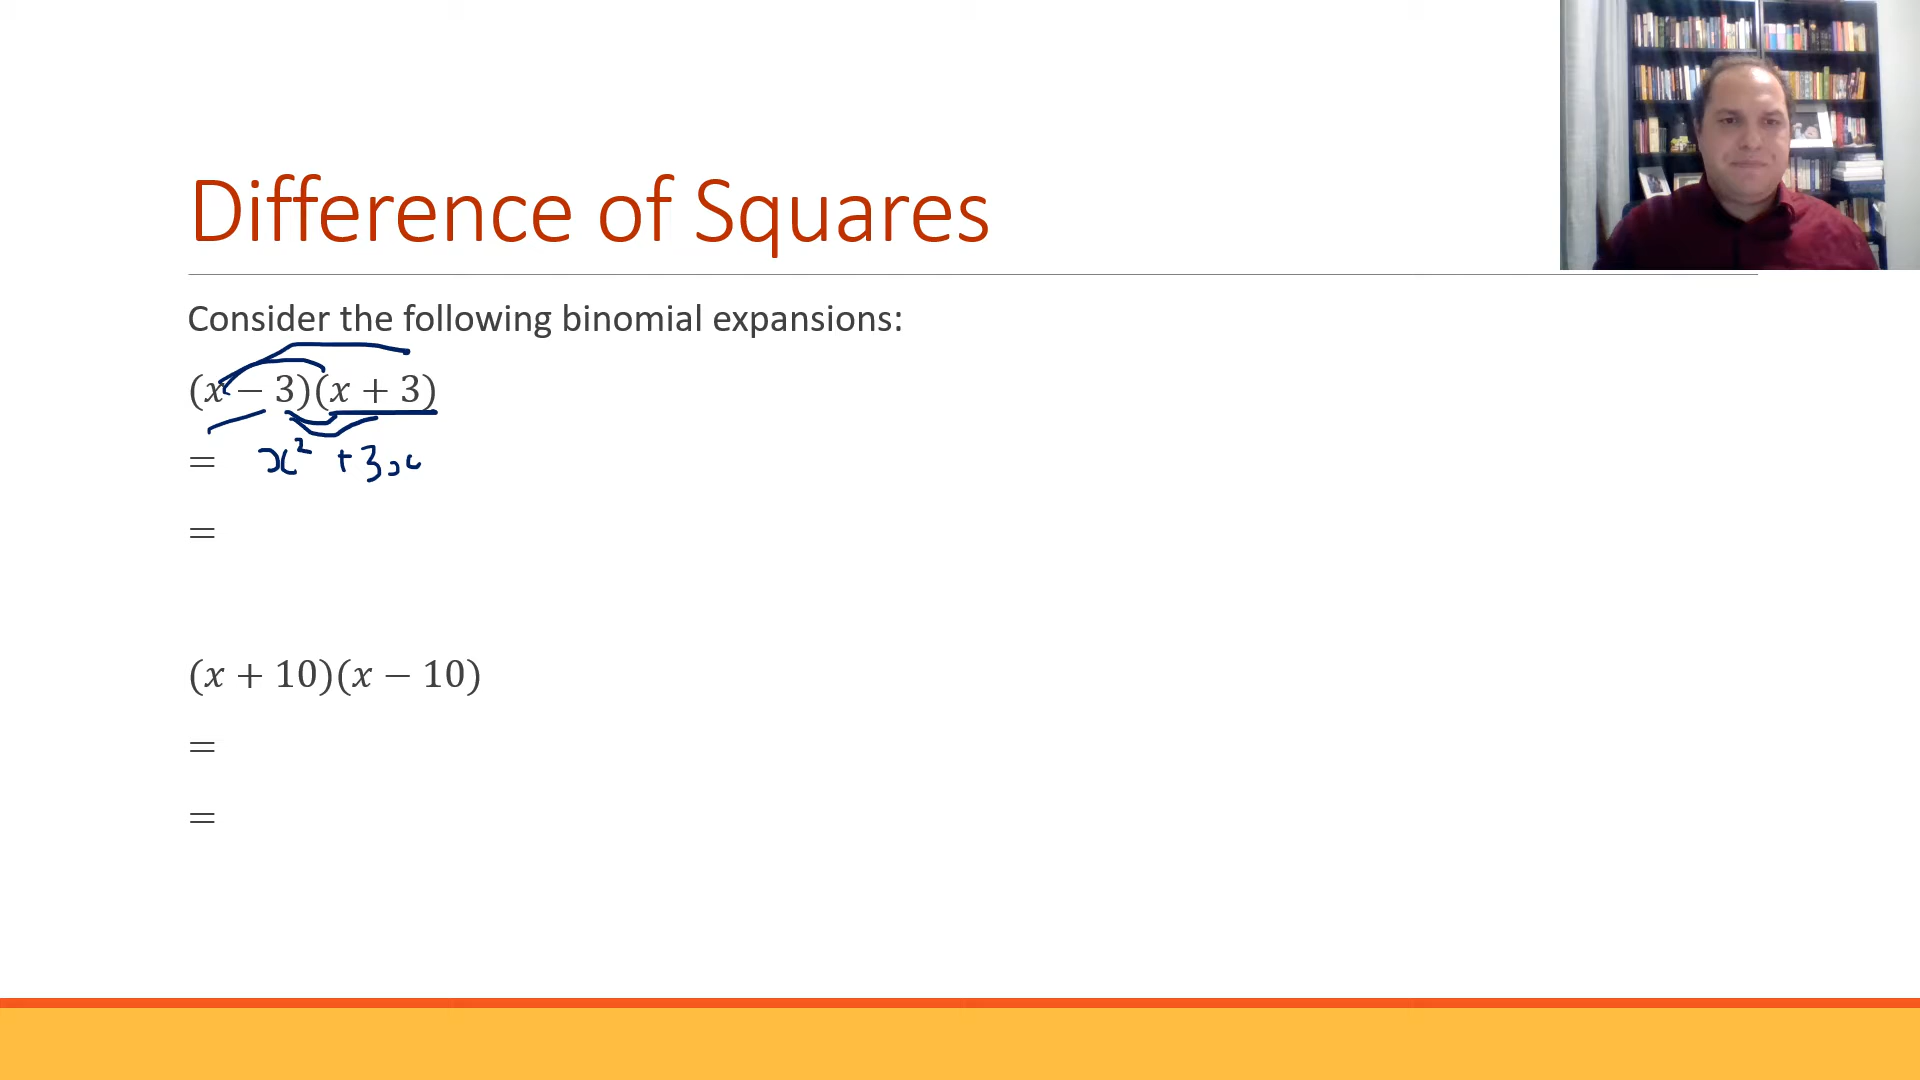 Difference of Squares
Consider the following binomial expansions:
(x − 3)(x + 3)
= x² + 3x
=
(x + 10)(x − 10)
=
=